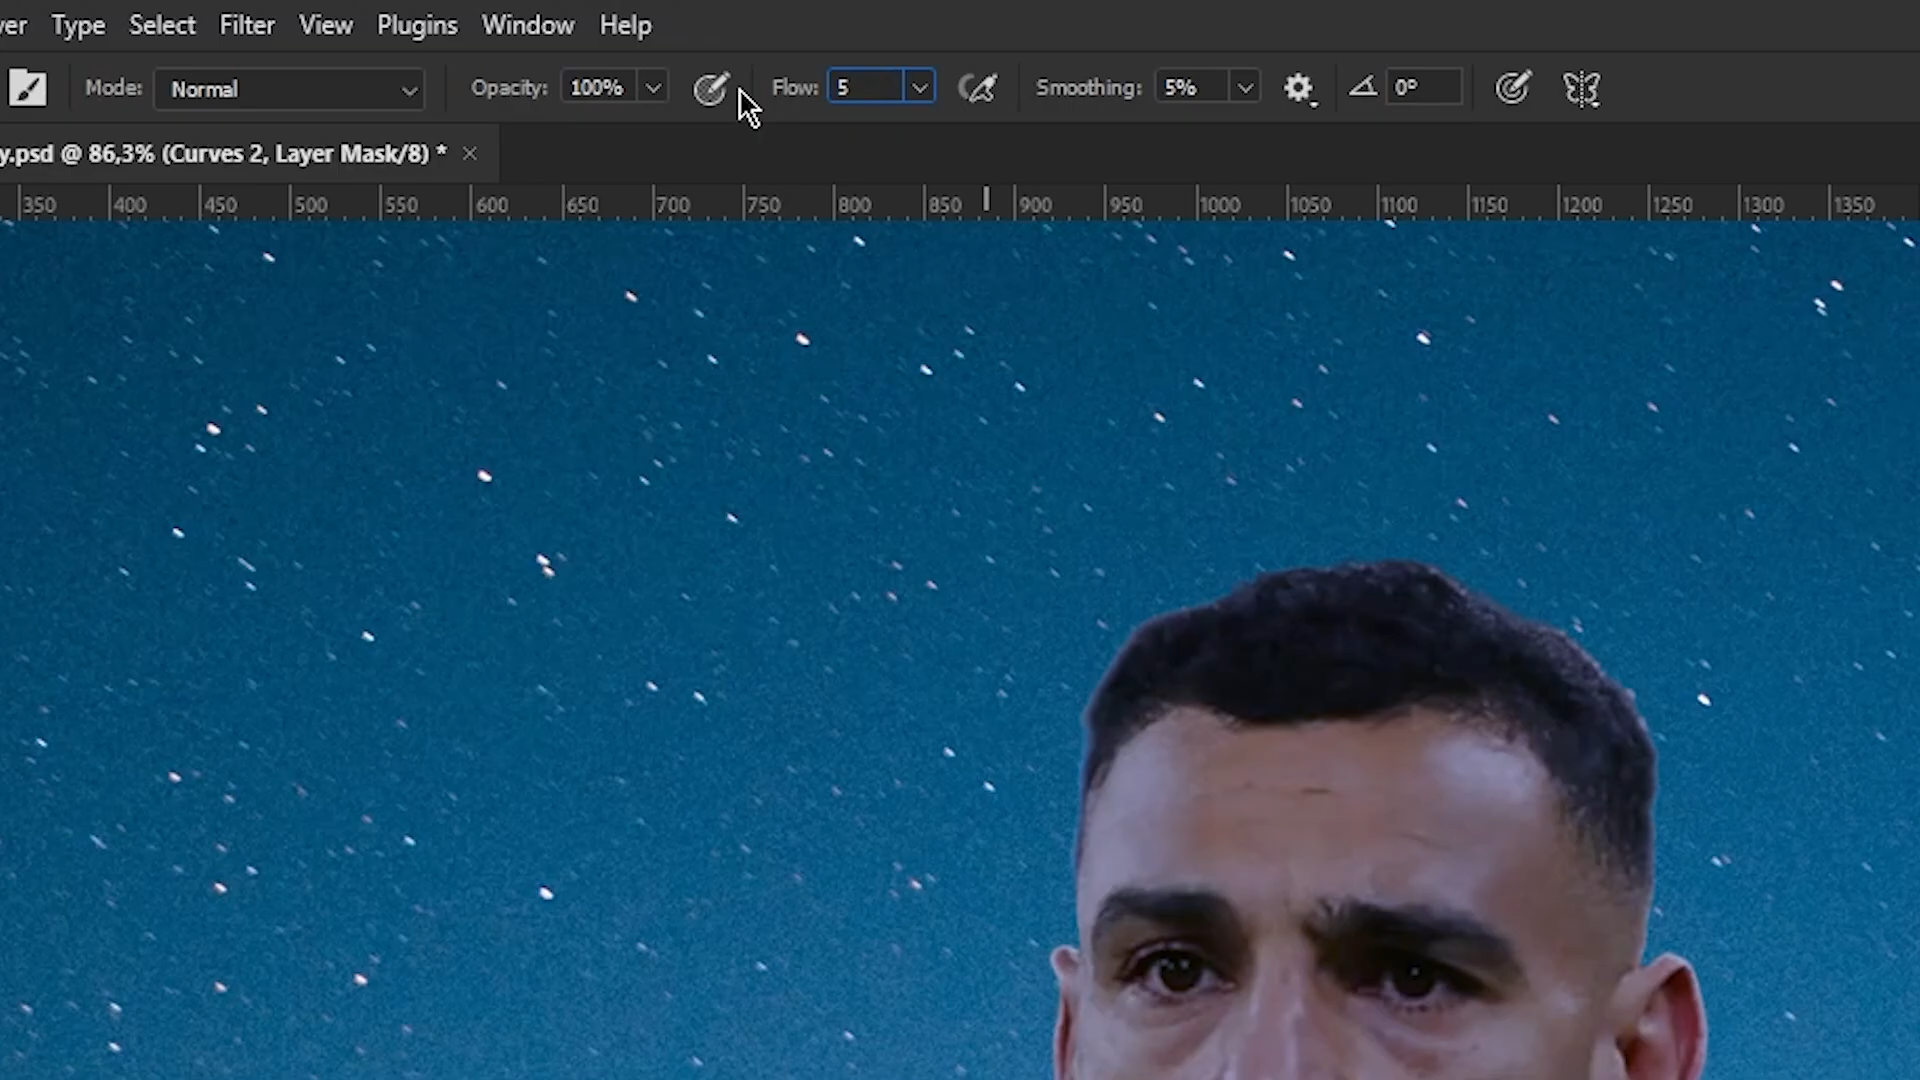 er Type Select Filter View Plugins Window Help
Mode: Normal Opacity: 100% Flow: 5 Smoothing: 5% 0°
y.psd @ 86,3% (Curves 2, Layer Mask/8) * ×
350 400 450 500 550 600 650 700 750 800 850 900 950 1000 1050 1100 1150 1200 1250 1300 1350